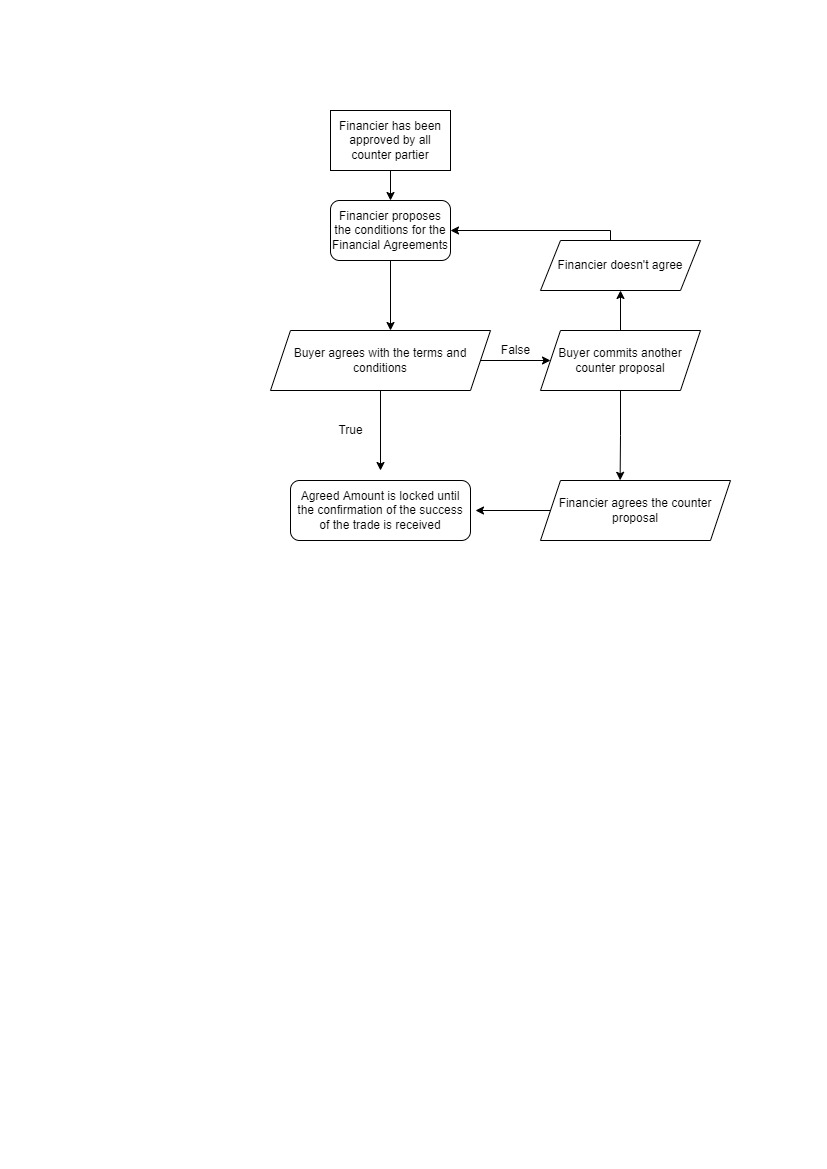 Financier has been
approved by all
counter partier
Financier proposes
the conditions for the
Financial Agreements
Financier doesn't agree
Buyer agrees with the terms and
conditions
False
Buyer commits another
counter proposal
True
Agreed Amount is locked until
the confirmation of the success
of the trade is received
Financier agrees the counter
proposal